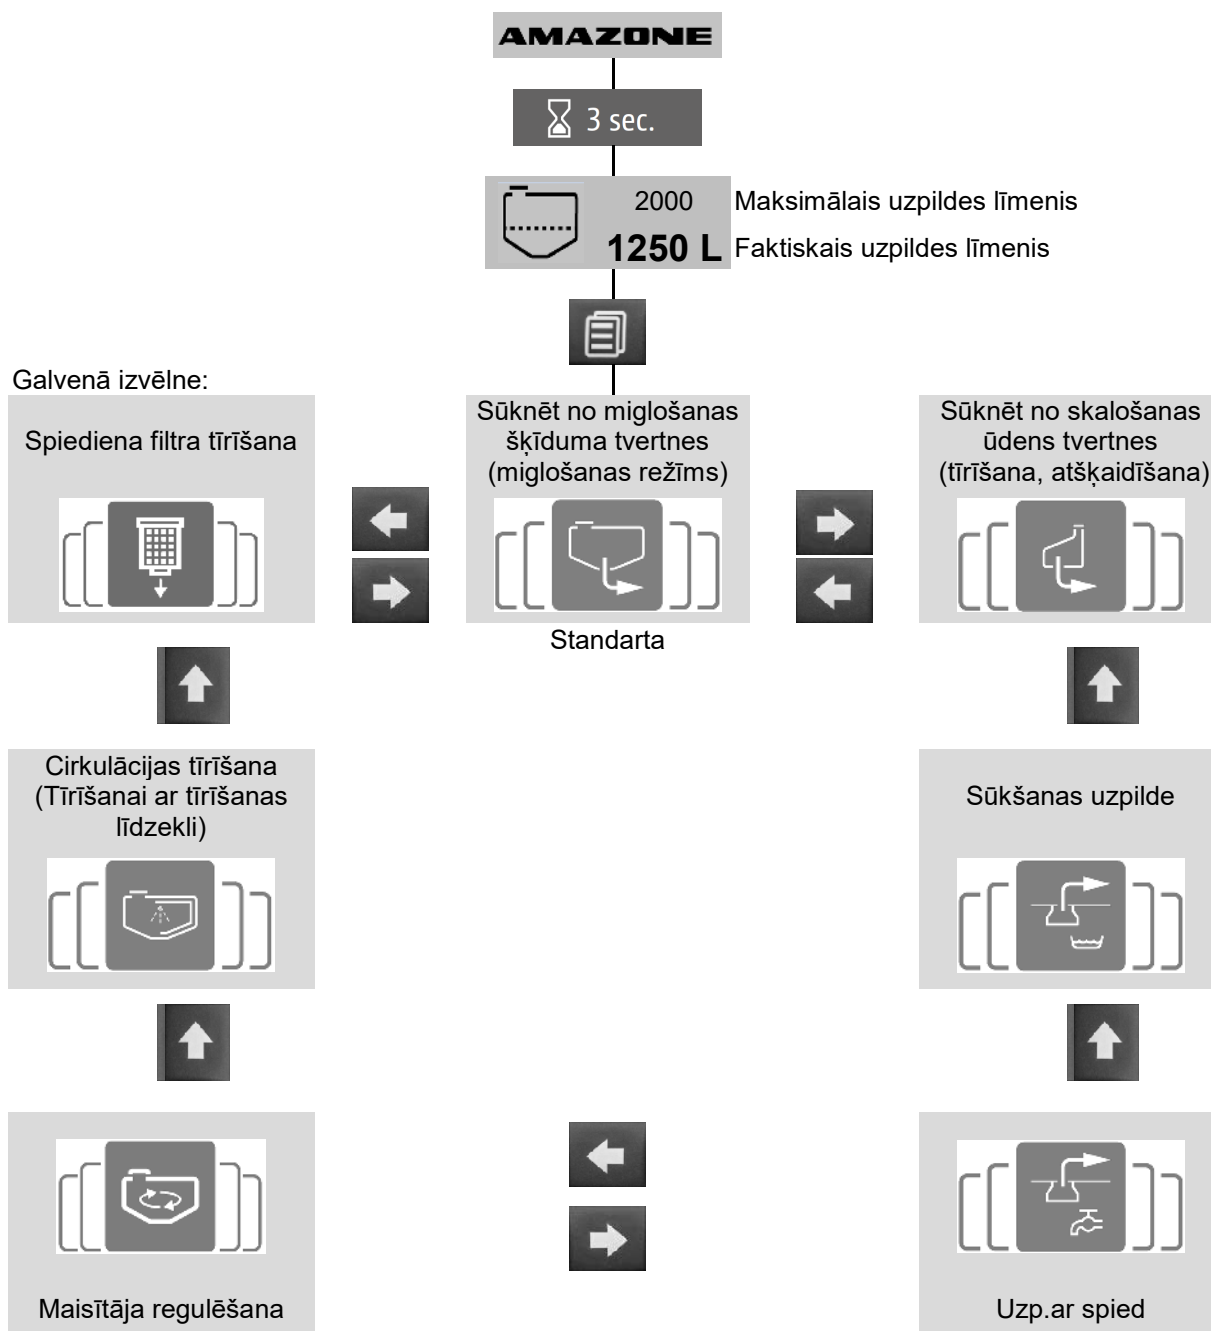 AMAZONE
3 sec.
2000
Maksimālais uzpildes līmenis
1250 L
Faktiskais uzpildes līmenis
Galvenā izvēlne:
Spiediena filtra tīrīšana
Sūknēt no miglošanas
šķīduma tvertnes
(miglošanas režīms)
Standarta
Sūknēt no skalošanas
ūdens tvertnes
(tīrīšana, atšķaidīšana)
Cirkulācijas tīrīšana
(Tīrīšanai ar tīrīšanas
līdzekli)
Sūkšanas uzpilde
Maisītāja regulēšana
Uzp.ar spied